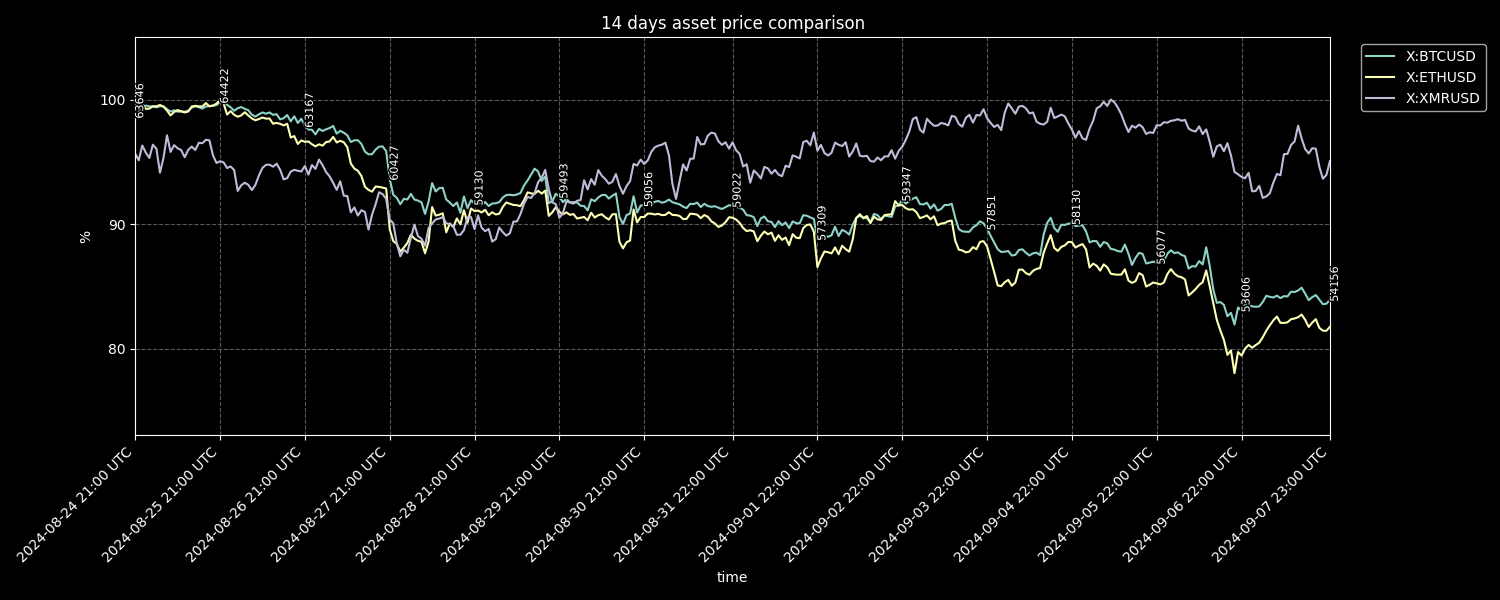 14 days asset price comparison
X:BTCUSD
X:ETHUSD
X:XMRUSD
100
90
80
%
63646
64422
63167
60427
59130
59493
59056
59022
57309
59347
57851
58130
56077
53606
54156
2024-08-24 21:00 UTC
2024-08-25 21:00 UTC
2024-08-26 21:00 UTC
2024-08-27 21:00 UTC
2024-08-28 21:00 UTC
2024-08-29 21:00 UTC
2024-08-30 21:00 UTC
2024-08-31 22:00 UTC
2024-09-01 22:00 UTC
2024-09-02 22:00 UTC
2024-09-03 22:00 UTC
2024-09-04 22:00 UTC
2024-09-05 22:00 UTC
2024-09-06 22:00 UTC
2024-09-07 23:00 UTC
time